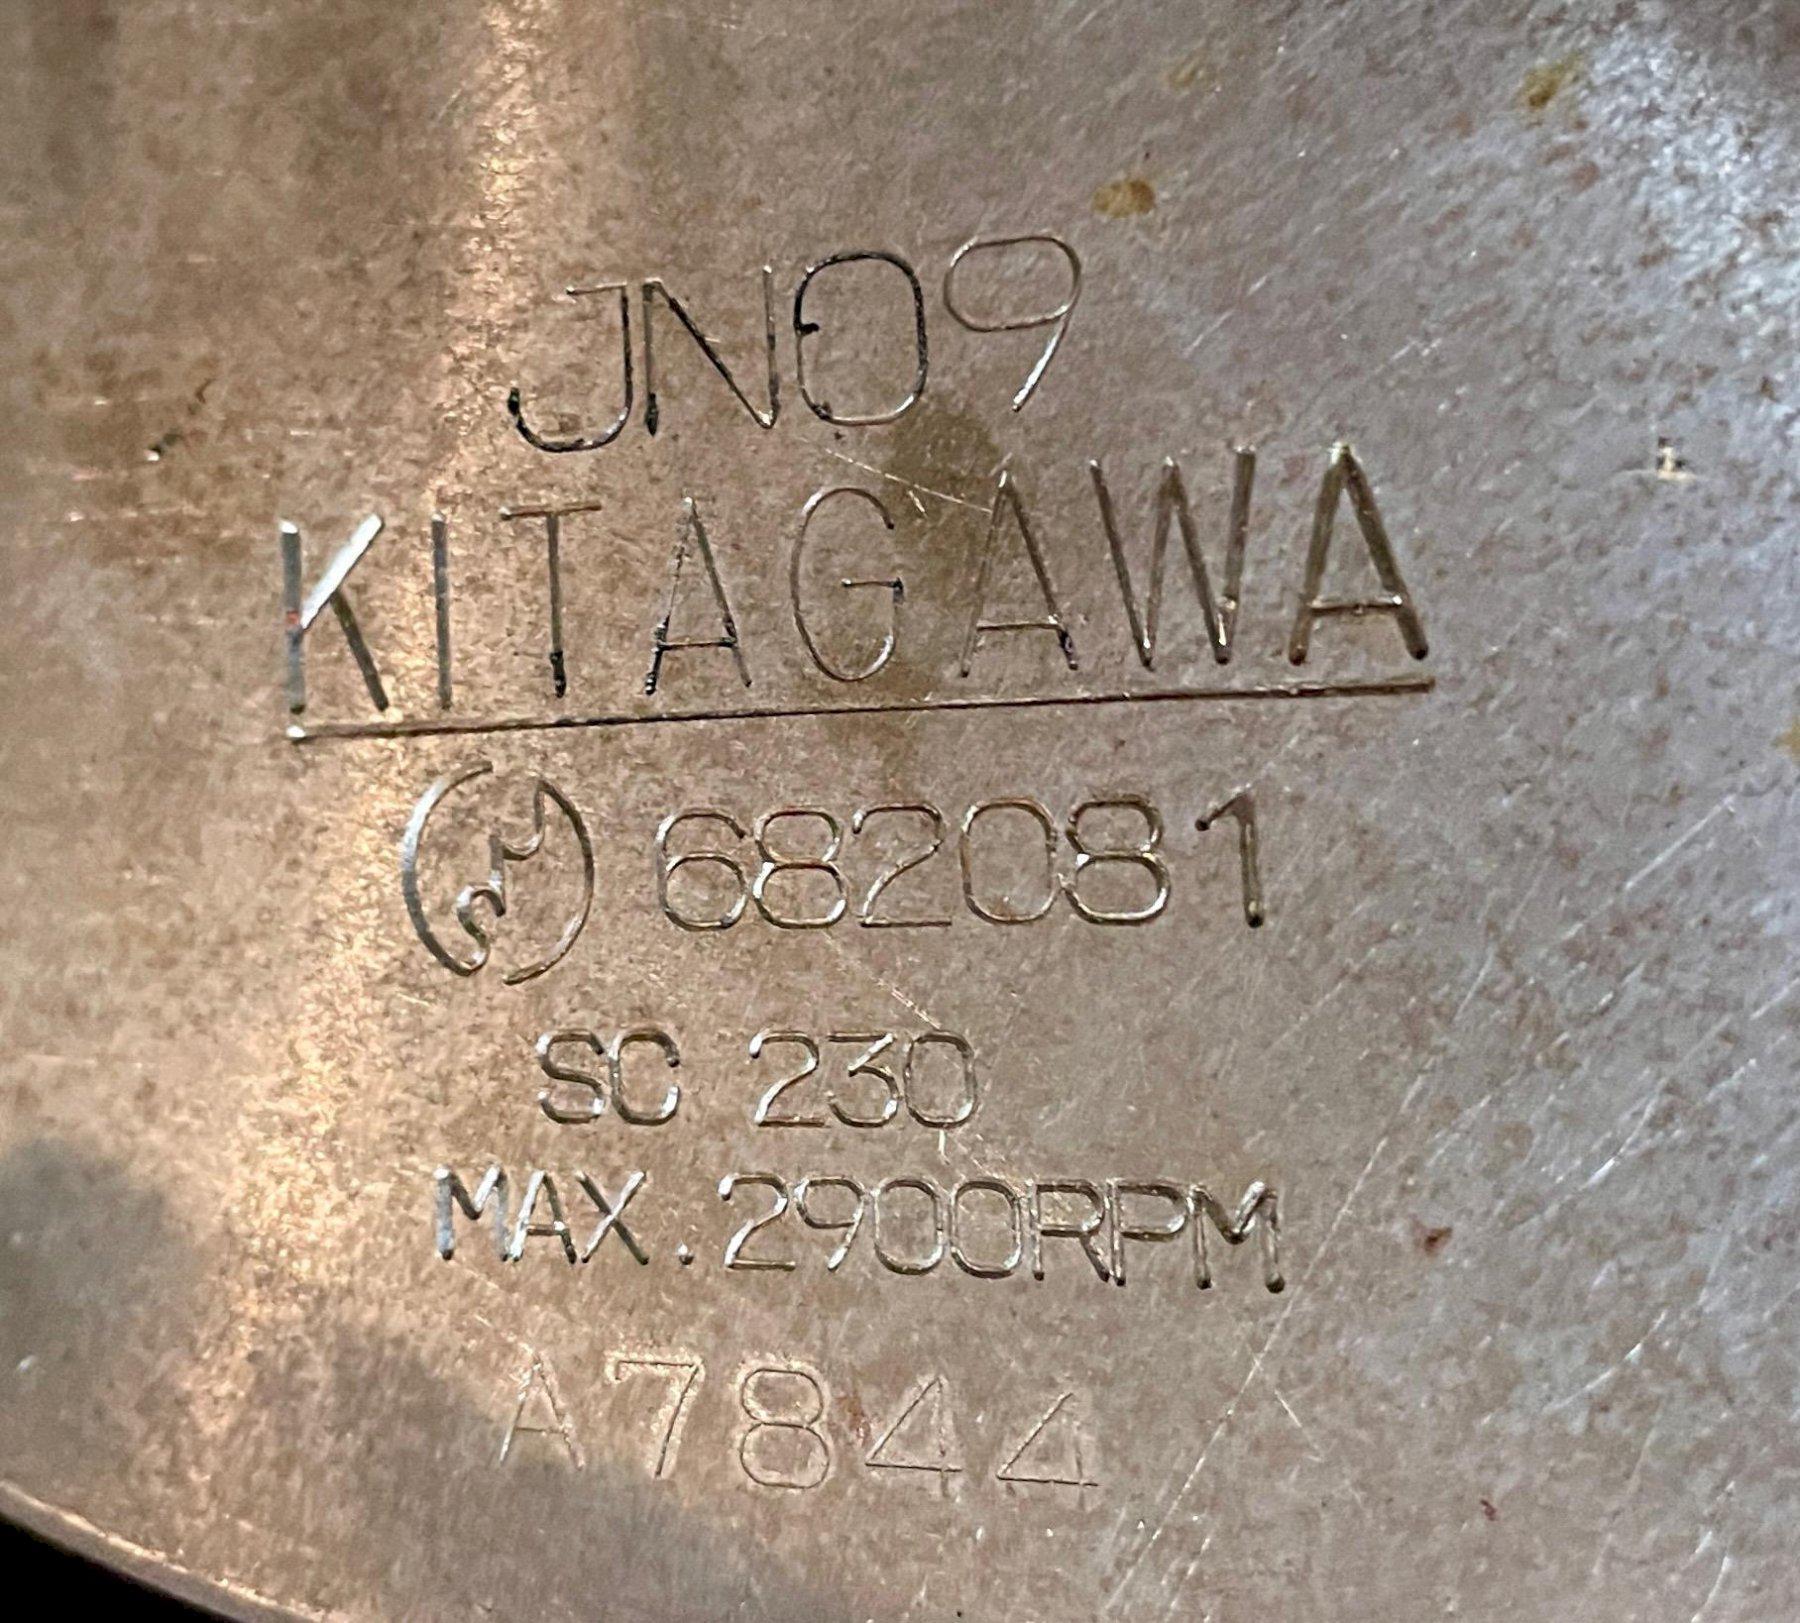 JN09
KITAGAWA
682081
SC 230
MAX. 2900RPM
A7844